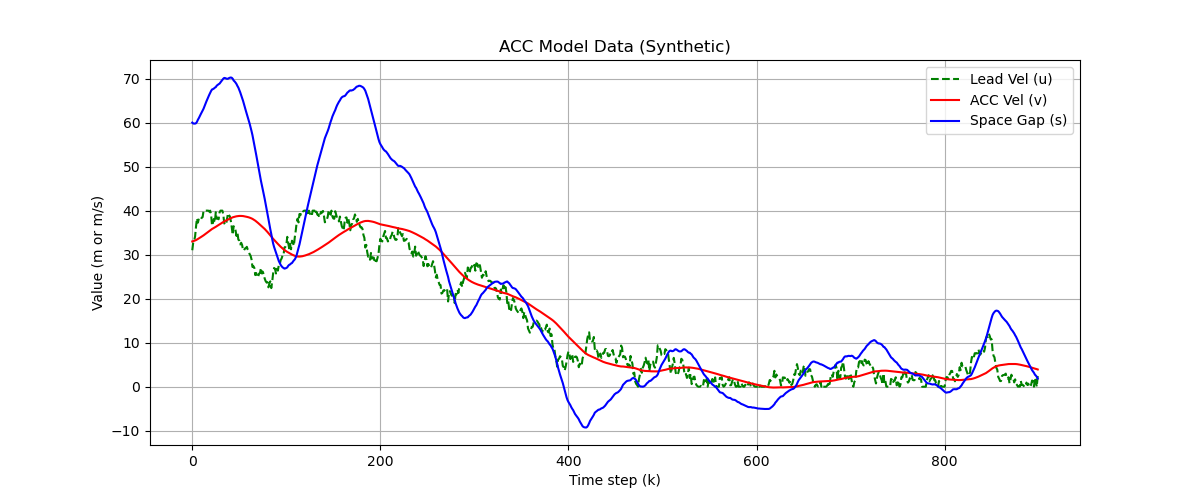 ACC Model Data (Synthetic)
Lead Vel (u)
ACC Vel (v)
Space Gap (s)
Value (m or m/s)
70
60
50
40
30
20
10
0
−10
0 200 400 600 800
Time step (k)